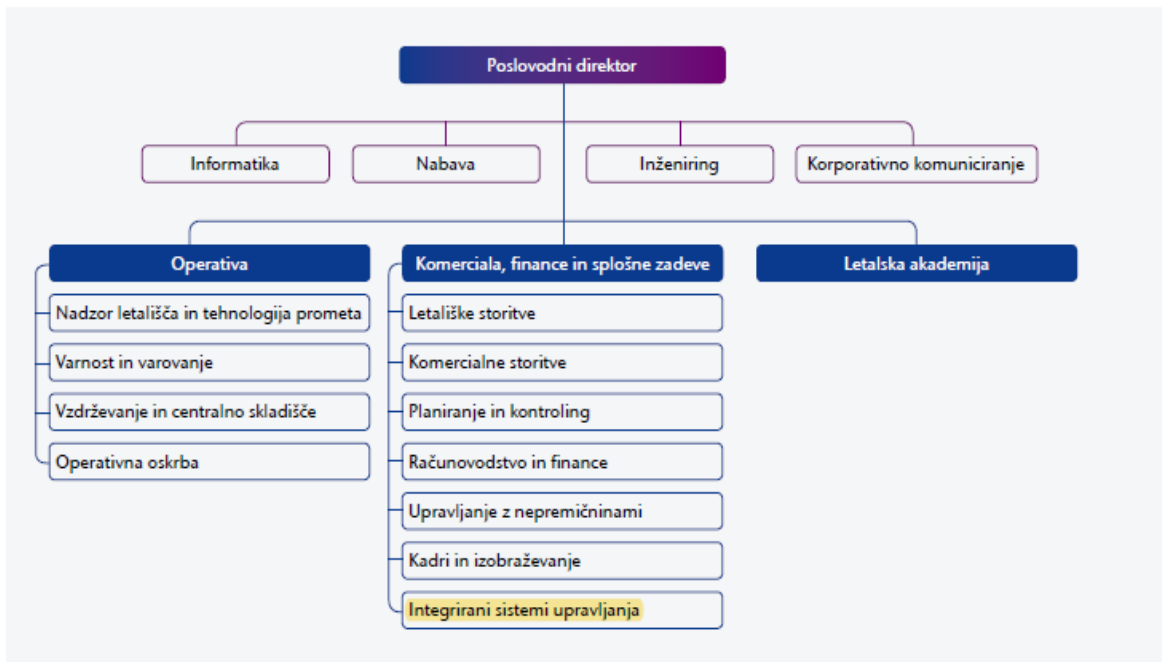 Poslovodni direktor
Informatika
Nabava
Inženiring
Korporativno komuniciranje
Operativa
Nadzor letališča in tehnologija prometa
Varnost in varovanje
Vzdrževanje in centralno skladišče
Operativna oskrba
Komerciala, finance in splošne zadeve
Letališke storitve
Komercialne storitve
Planiranje in kontroling
Računovodstvo in finance
Upravljanje z nepremičninami
Kadri in izobraževanje
Integrirani sistemi upravljanja
Letalska akademija